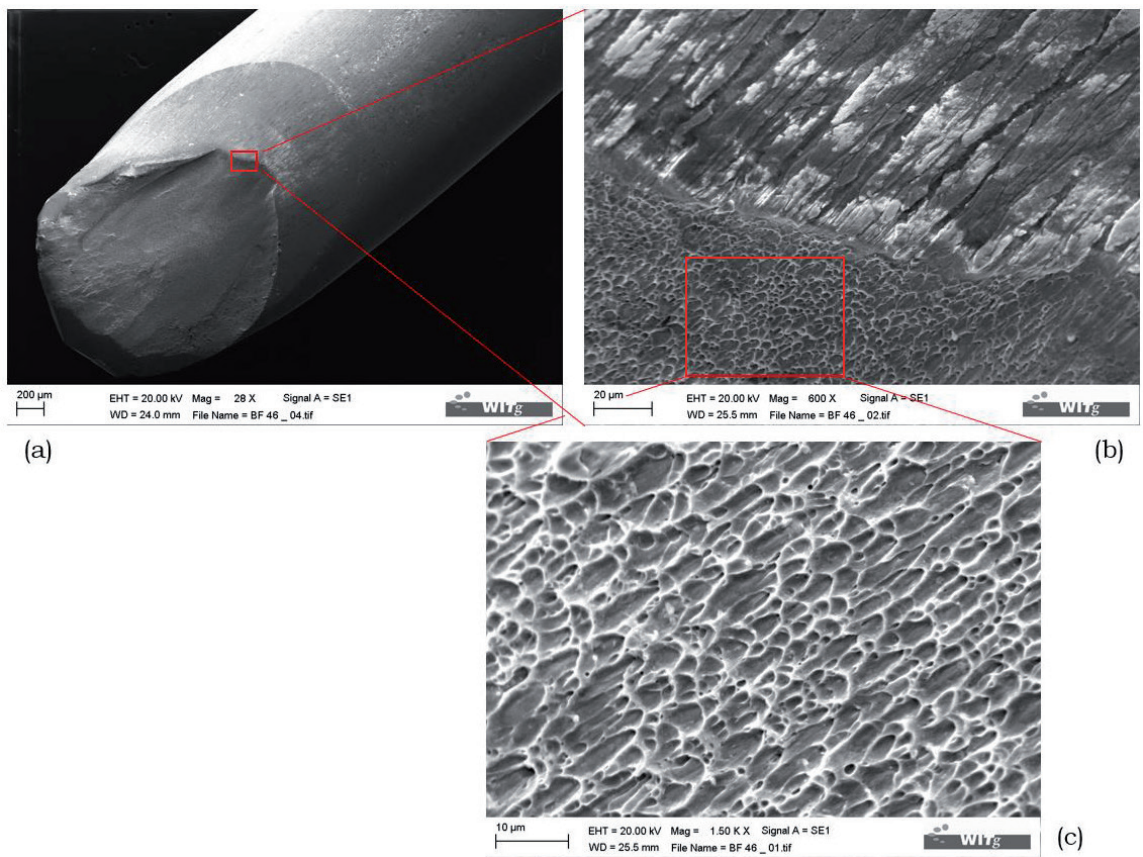 200 µm
EHT = 20.00 kV Mag = 28 X Signal A = SE1
WD = 24.0 mm File Name = BF 46 _ 04.tif
WITg
(a)
20 µm
EHT = 20.00 kV Mag = 600 X Signal A = SE1
WD = 25.5 mm File Name = BF 46 _ 02.tif
WITg
(b)
10 µm
EHT = 20.00 kV Mag = 1.50 K X Signal A = SE1
WD = 25.5 mm File Name = BF 46 _ 01.tif
WITg
(c)